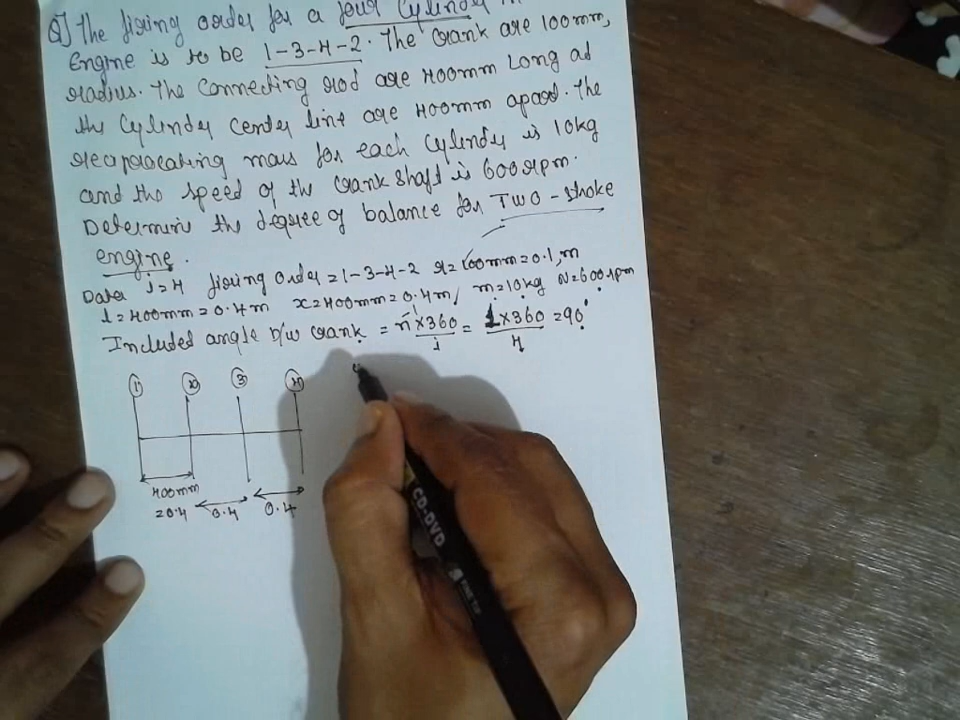 Q] The firing order for a four Cylinder
engine is to be 1-3-4-2. The crank are 100mm,
radius. The Connecting rod are 400mm Long ad
the Cylinder Center line are 400mm apart. The
reciprocating mass for each Cylinder is 10kg
and the speed of the crank shaft is 600rpm.
Determine the degree of balance for Two-stroke
engine.
Data i=4 firing order=1-3-4-2 r=100mm=0.1,m
l=400mm=0.4m x=400mm=0.4m, m=10kg N=600rpm
Included angle b/w crank = n×360/i = 1×360/4 =90°
1 2 3 4
400mm
=0.4 0.4 0.4
CD-DVD